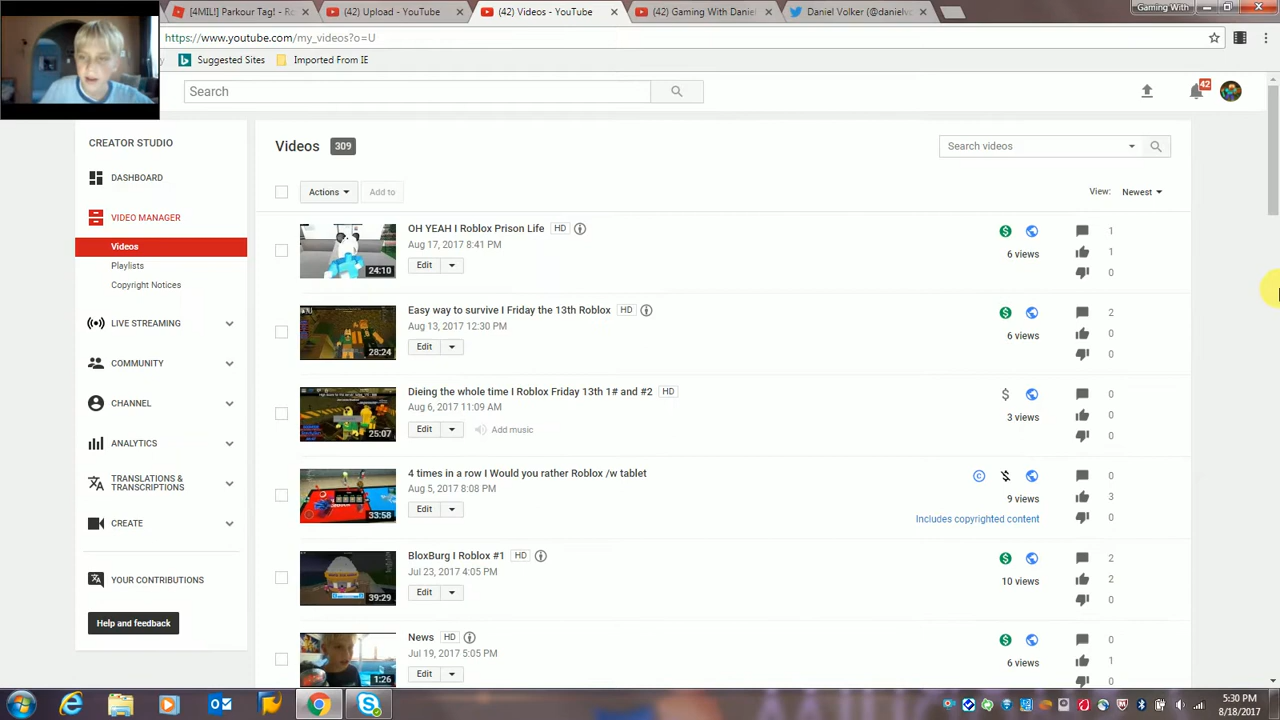 [4MIL] Parkour Tag! - Ro
(42) Upload - YouTube
(42) Videos - YouTube
(42) Gaming With Daniel
Daniel Volker (@danielvo
Gaming With
https://www.youtube.com/my_videos?o=U
Suggested Sites
Imported From IE
Search
42
CREATOR STUDIO
DASHBOARD
VIDEO MANAGER
Videos
Playlists
Copyright Notices
LIVE STREAMING
COMMUNITY
CHANNEL
ANALYTICS
TRANSLATIONS &
TRANSCRIPTIONS
CREATE
YOUR CONTRIBUTIONS
Help and feedback
Videos 309
Search videos
Actions
Add to
View: Newest
OH YEAH I Roblox Prison Life HD
Aug 17, 2017 8:41 PM
24:10
Edit
6 views
1
1
0
Easy way to survive I Friday the 13th Roblox HD
Aug 13, 2017 12:30 PM
28:24
Edit
6 views
2
0
0
Dieing the whole time I Roblox Friday 13th 1# and #2 HD
Aug 6, 2017 11:09 AM
25:07
Edit
Add music
3 views
0
0
0
4 times in a row I Would you rather Roblox /w tablet
Aug 5, 2017 8:08 PM
33:58
Edit
9 views
Includes copyrighted content
0
3
0
BloxBurg I Roblox #1 HD
Jul 23, 2017 4:05 PM
39:29
Edit
10 views
2
2
0
News HD
Jul 19, 2017 5:05 PM
1:26
Edit
6 views
0
1
0
5:30 PM
8/18/2017